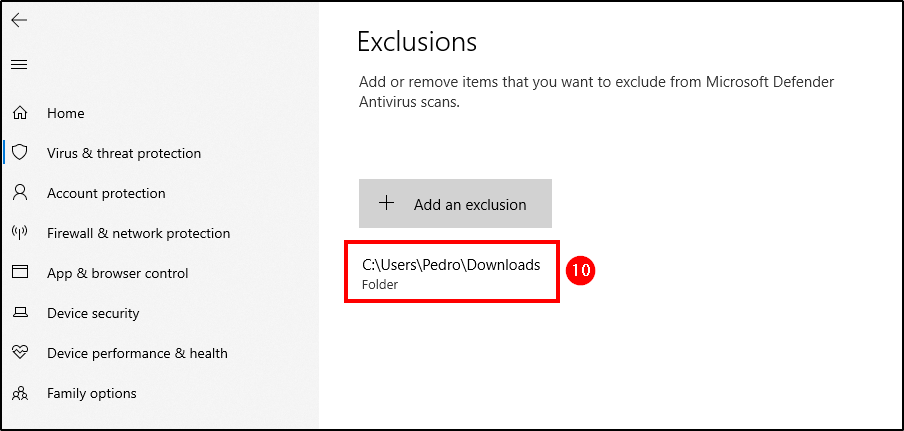 Home
Virus & threat protection
Account protection
Firewall & network protection
App & browser control
Device security
Device performance & health
Family options
Exclusions
Add or remove items that you want to exclude from Microsoft Defender
Antivirus scans.
Add an exclusion
C:\Users\Pedro\Downloads
Folder
10